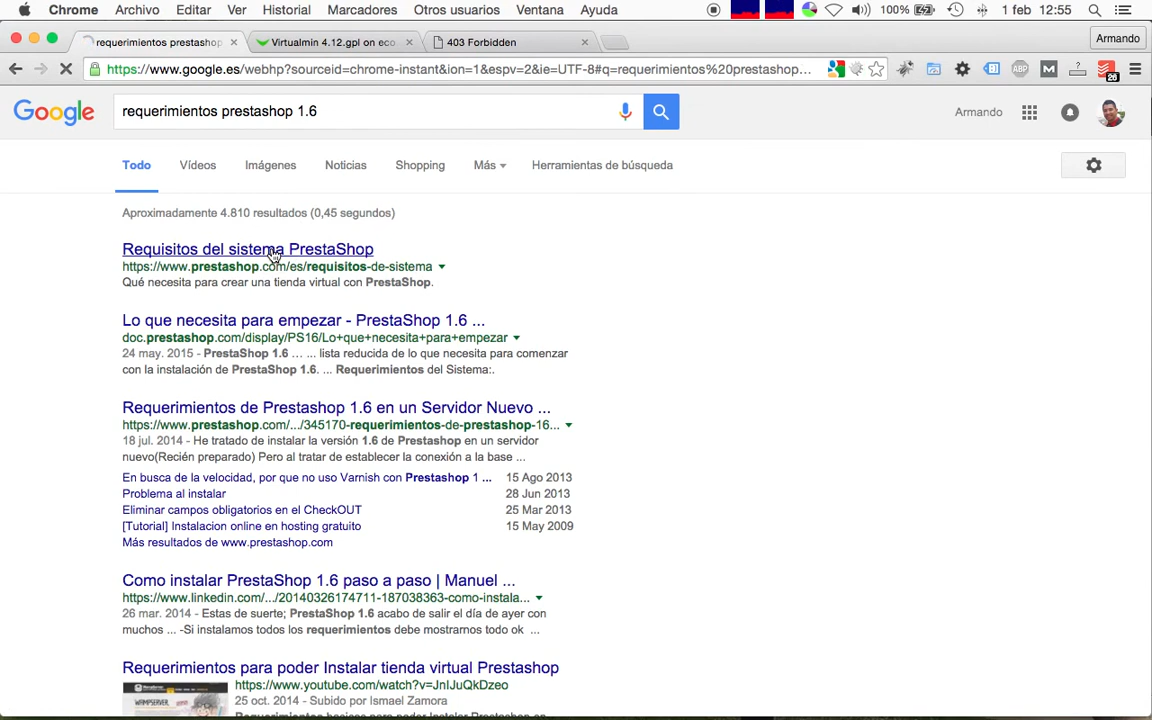 Chrome Archivo Editar Ver Historial Marcadores Otros usuarios Ventana Ayuda 100% 1 feb 12:55
requerimientos prestashop Virtualmin 4.12.gpl on eco 403 Forbidden Armando
https://www.google.es/webhp?sourceid=chrome-instant&ion=1&espv=2&ie=UTF-8#q=requerimientos%20prestashop... ABP M 26
Google requerimientos prestashop 1.6 Armando
Todo Vídeos Imágenes Noticias Shopping Más Herramientas de búsqueda
Aproximadamente 4.810 resultados (0,45 segundos)
Requisitos del sistema PrestaShop
https://www.prestashop.com/es/requisitos-de-sistema
Qué necesita para crear una tienda virtual con PrestaShop.
Lo que necesita para empezar - PrestaShop 1.6 ...
doc.prestashop.com/display/PS16/Lo+que+necesita+para+empezar
24 may. 2015 - PrestaShop 1.6 ... ... lista reducida de lo que necesita para comenzar
con la instalación de PrestaShop 1.6. ... Requerimientos del Sistema:.
Requerimientos de Prestashop 1.6 en un Servidor Nuevo ...
https://www.prestashop.com/.../345170-requerimientos-de-prestashop-16...
18 jul. 2014 - He tratado de instalar la versión 1.6 de Prestashop en un servidor
nuevo(Recién preparado) Pero al tratar de establecer la conexión a la base ...
En busca de la velocidad, por que no uso Varnish con Prestashop 1 ... 15 Ago 2013
Problema al instalar 28 Jun 2013
Eliminar campos obligatorios en el CheckOUT 25 Mar 2013
[Tutorial] Instalacion online en hosting gratuito 15 May 2009
Más resultados de www.prestashop.com
Como instalar PrestaShop 1.6 paso a paso | Manuel ...
https://www.linkedin.com/.../20140326174711-187038363-como-instala...
26 mar. 2014 - Estas de suerte; PrestaShop 1.6 acabo de salir el día de ayer con
muchos ... -Si instalamos todos los requerimientos debe mostrarnos todo ok ...
Requerimientos para poder Instalar tienda virtual Prestashop
https://www.youtube.com/watch?v=JnIJuQkDzeo
25 oct. 2014 - Subido por Ismael Zamora
WAMPSERVER
Requerimientos basicos para poder Instalar Prestashop en